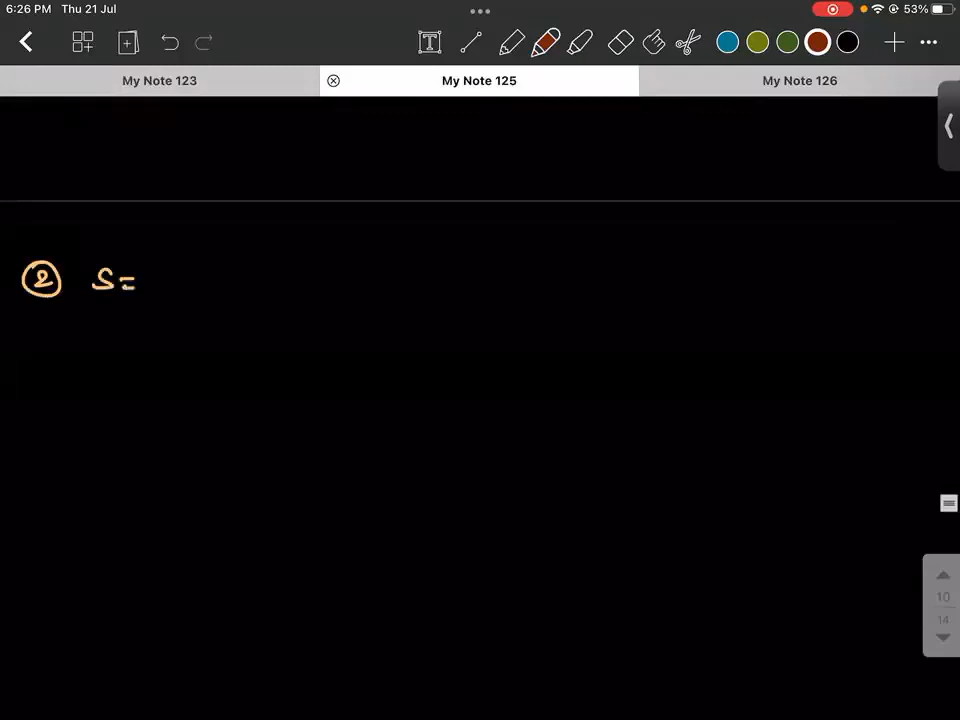 6:26 PM Thu 21 Jul
53%
My Note 123
My Note 125
My Note 126
② S=
10
14